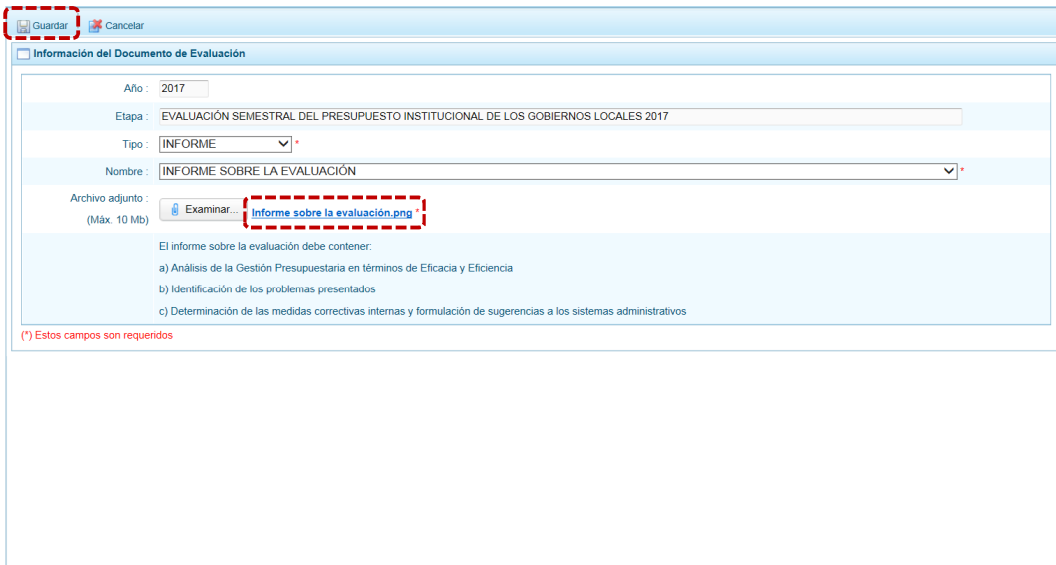 Guardar Cancelar
Información del Documento de Evaluación
Año : 2017
Etapa : EVALUACIÓN SEMESTRAL DEL PRESUPUESTO INSTITUCIONAL DE LOS GOBIERNOS LOCALES 2017
Tipo : INFORME *
Nombre : INFORME SOBRE LA EVALUACIÓN *
Archivo adjunto :
(Máx. 10 Mb)
Examinar... Informe sobre la evaluación.png *
El informe sobre la evaluación debe contener:
a) Análisis de la Gestión Presupuestaria en términos de Eficacia y Eficiencia
b) Identificación de los problemas presentados
c) Determinación de las medidas correctivas internas y formulación de sugerencias a los sistemas administrativos
(*) Estos campos son requeridos